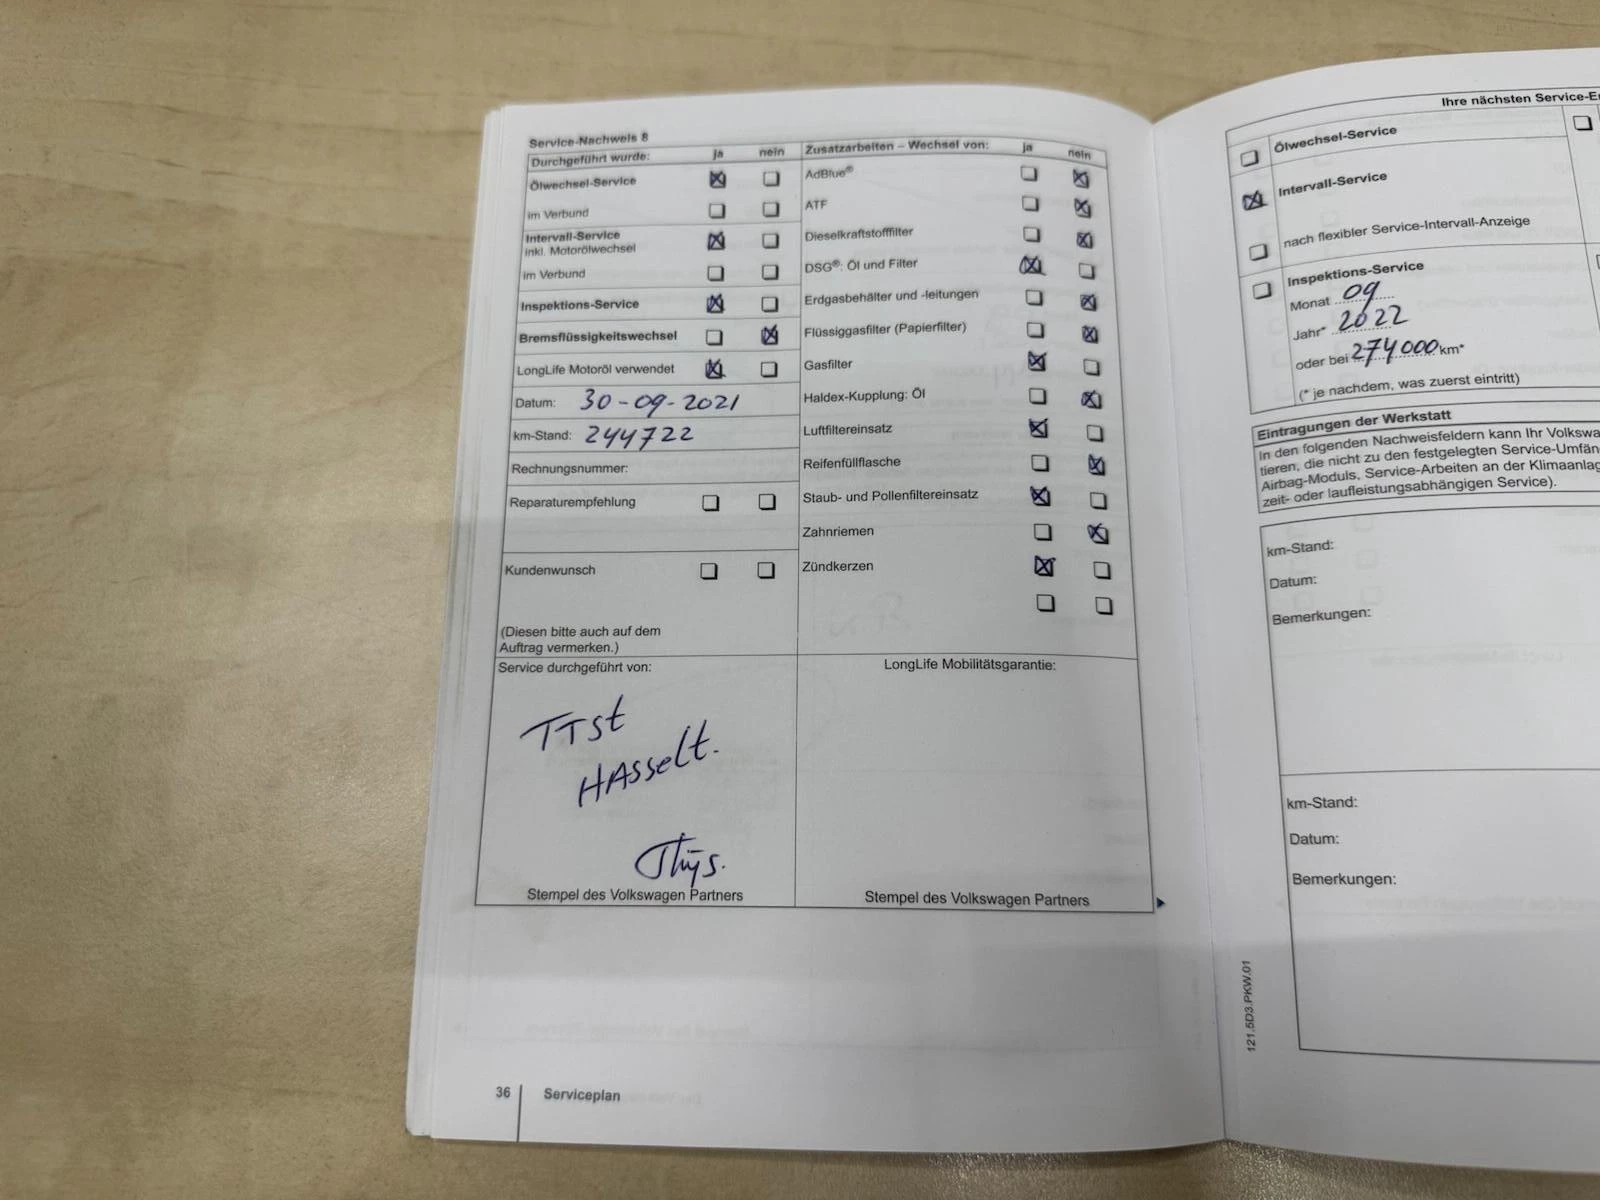 Service-Nachweis 8
Durchgeführt wurde: ja nein
Ölwechsel-Service
im Verbund
Intervall-Service
inkl. Motorölwechsel
im Verbund
Inspektions-Service
Bremsflüssigkeitswechsel
LongLife Motoröl verwendet
Datum: 30-09-2021
km-Stand: 244722
Rechnungsnummer:
Reparaturempfehlung
Kundenwunsch
(Diesen bitte auch auf dem
Auftrag vermerken.)
Service durchgeführt von:
TTst
HAsselt.
Thijs.
Stempel des Volkswagen Partners
Zusatzarbeiten – Wechsel von: ja nein
AdBlue®
ATF
Dieselkraftstofffilter
DSG®: Öl und Filter
Erdgasbehälter und -leitungen
Flüssiggasfilter (Papierfilter)
Gasfilter
Haldex-Kupplung: Öl
Luftfiltereinsatz
Reifenfüllflasche
Staub- und Pollenfiltereinsatz
Zahnriemen
Zündkerzen
LongLife Mobilitätsgarantie:
Stempel des Volkswagen Partners
36 Serviceplan
Ihre nächsten Service-Er
Ölwechsel-Service
Intervall-Service
nach flexibler Service-Intervall-Anzeige
Inspektions-Service
Monat 09
Jahr* 2022
oder bei 274000 km*
(* je nachdem, was zuerst eintritt)
Eintragungen der Werkstatt
In den folgenden Nachweisfeldern kann Ihr Volkswa
tieren, die nicht zu den festgelegten Service-Umfän
Airbag-Moduls, Service-Arbeiten an der Klimaanlag
zeit- oder laufleistungsabhängigen Service).
km-Stand:
Datum:
Bemerkungen:
km-Stand:
Datum:
Bemerkungen:
121.5D3.PKW.01